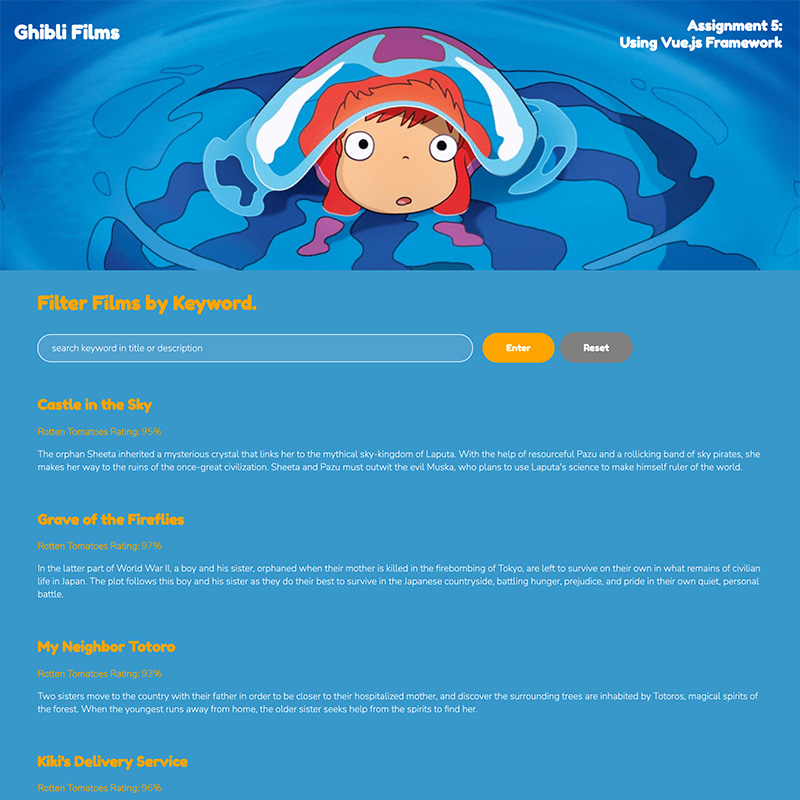 Ghibli Films
Assignment 5:
Using Vue.js Framework
Filter Films by Keyword.
search keyword in title or description
Enter
Reset
Castle in the Sky
Rotten Tomatoes Rating: 95%
The orphan Sheeta inherited a mysterious crystal that links her to the mythical sky-kingdom of Laputa. With the help of resourceful Pazu and a rollicking band of sky pirates, she
makes her way to the ruins of the once-great civilization. Sheeta and Pazu must outwit the evil Muska, who plans to use Laputa's science to make himself ruler of the world.
Grave of the Fireflies
Rotten Tomatoes Rating: 97%
In the latter part of World War II, a boy and his sister, orphaned when their mother is killed in the firebombing of Tokyo, are left to survive on their own in what remains of civilian
life in Japan. The plot follows this boy and his sister as they do their best to survive in the Japanese countryside, battling hunger, prejudice, and pride in their own quiet, personal
battle.
My Neighbor Totoro
Rotten Tomatoes Rating: 93%
Two sisters move to the country with their father in order to be closer to their hospitalized mother, and discover the surrounding trees are inhabited by Totoros, magical spirits of
the forest. When the youngest runs away from home, the older sister seeks help from the spirits to find her.
Kiki's Delivery Service
Rotten Tomatoes Rating: 96%